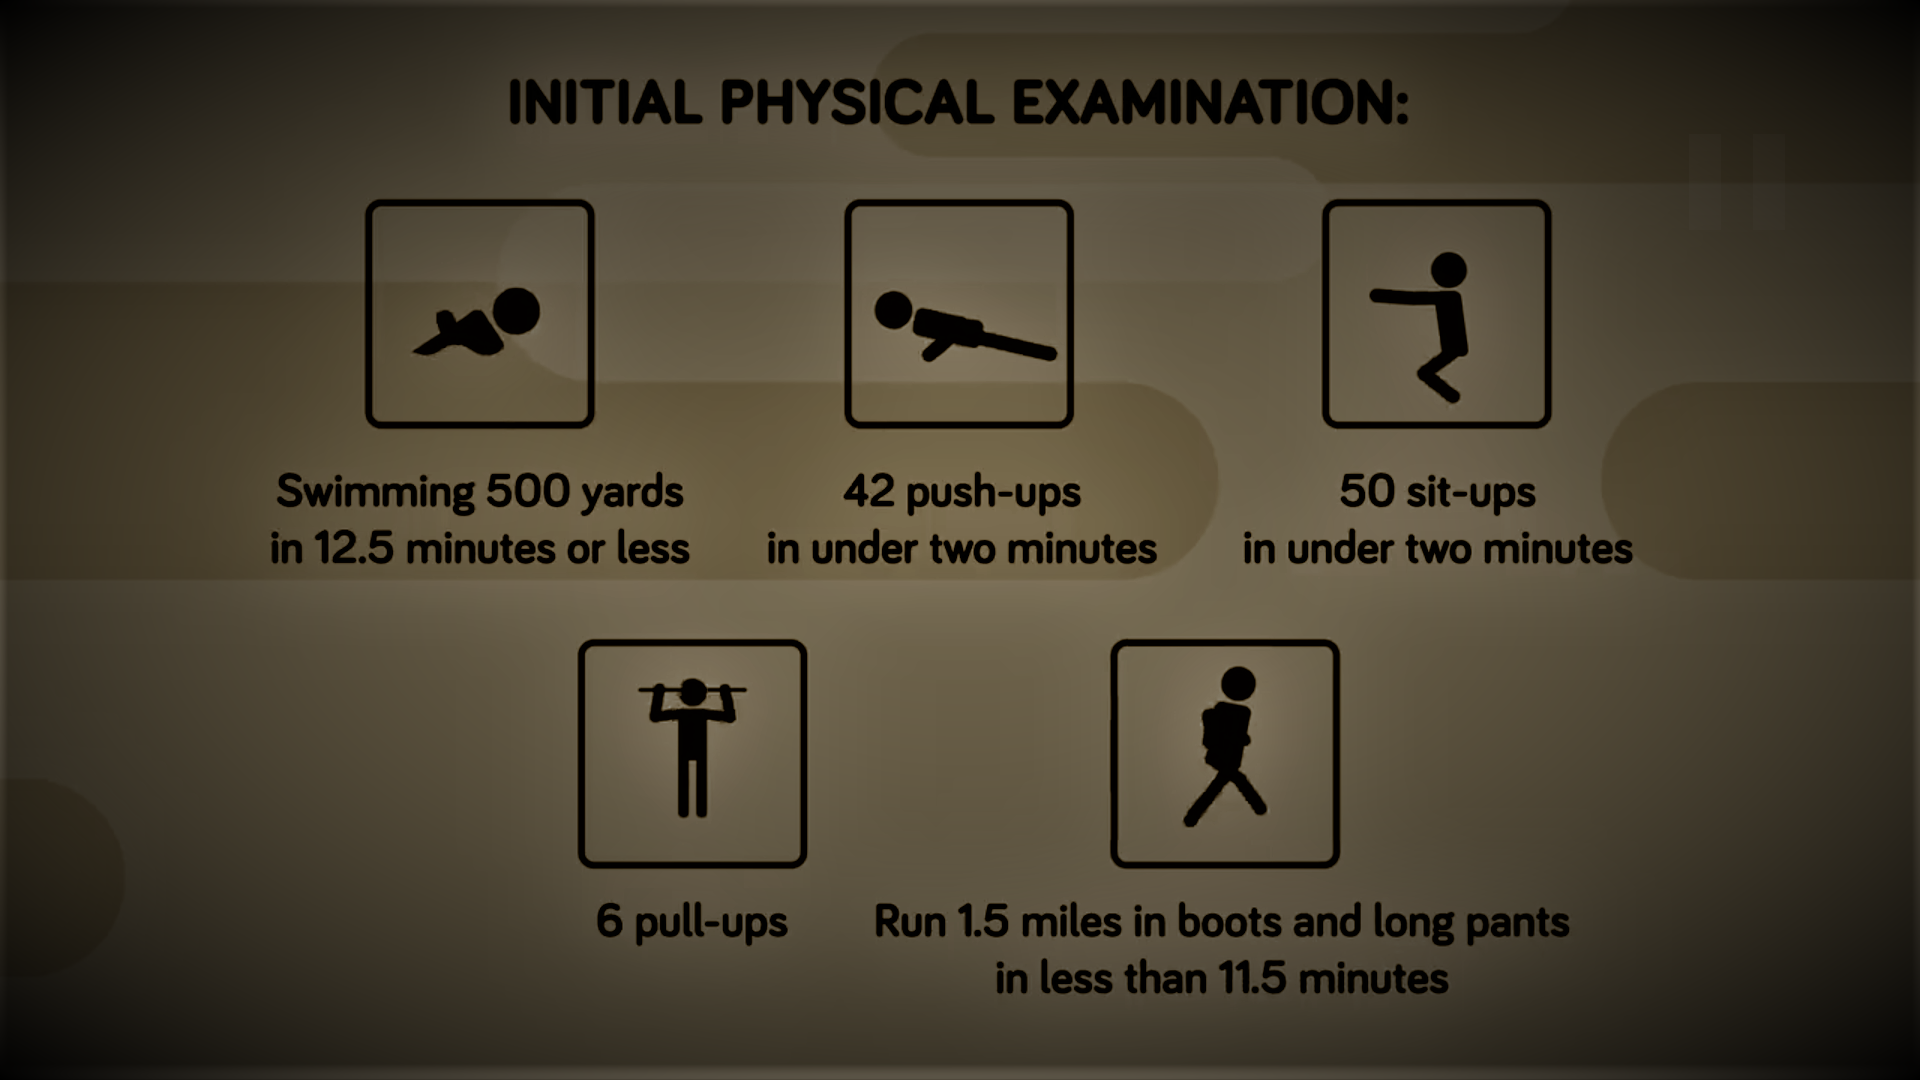 INITIAL PHYSICAL EXAMINATION:
Swimming 500 yards
in 12.5 minutes or less
42 push-ups
in under two minutes
50 sit-ups
in under two minutes
6 pull-ups
Run 1.5 miles in boots and long pants
in less than 11.5 minutes